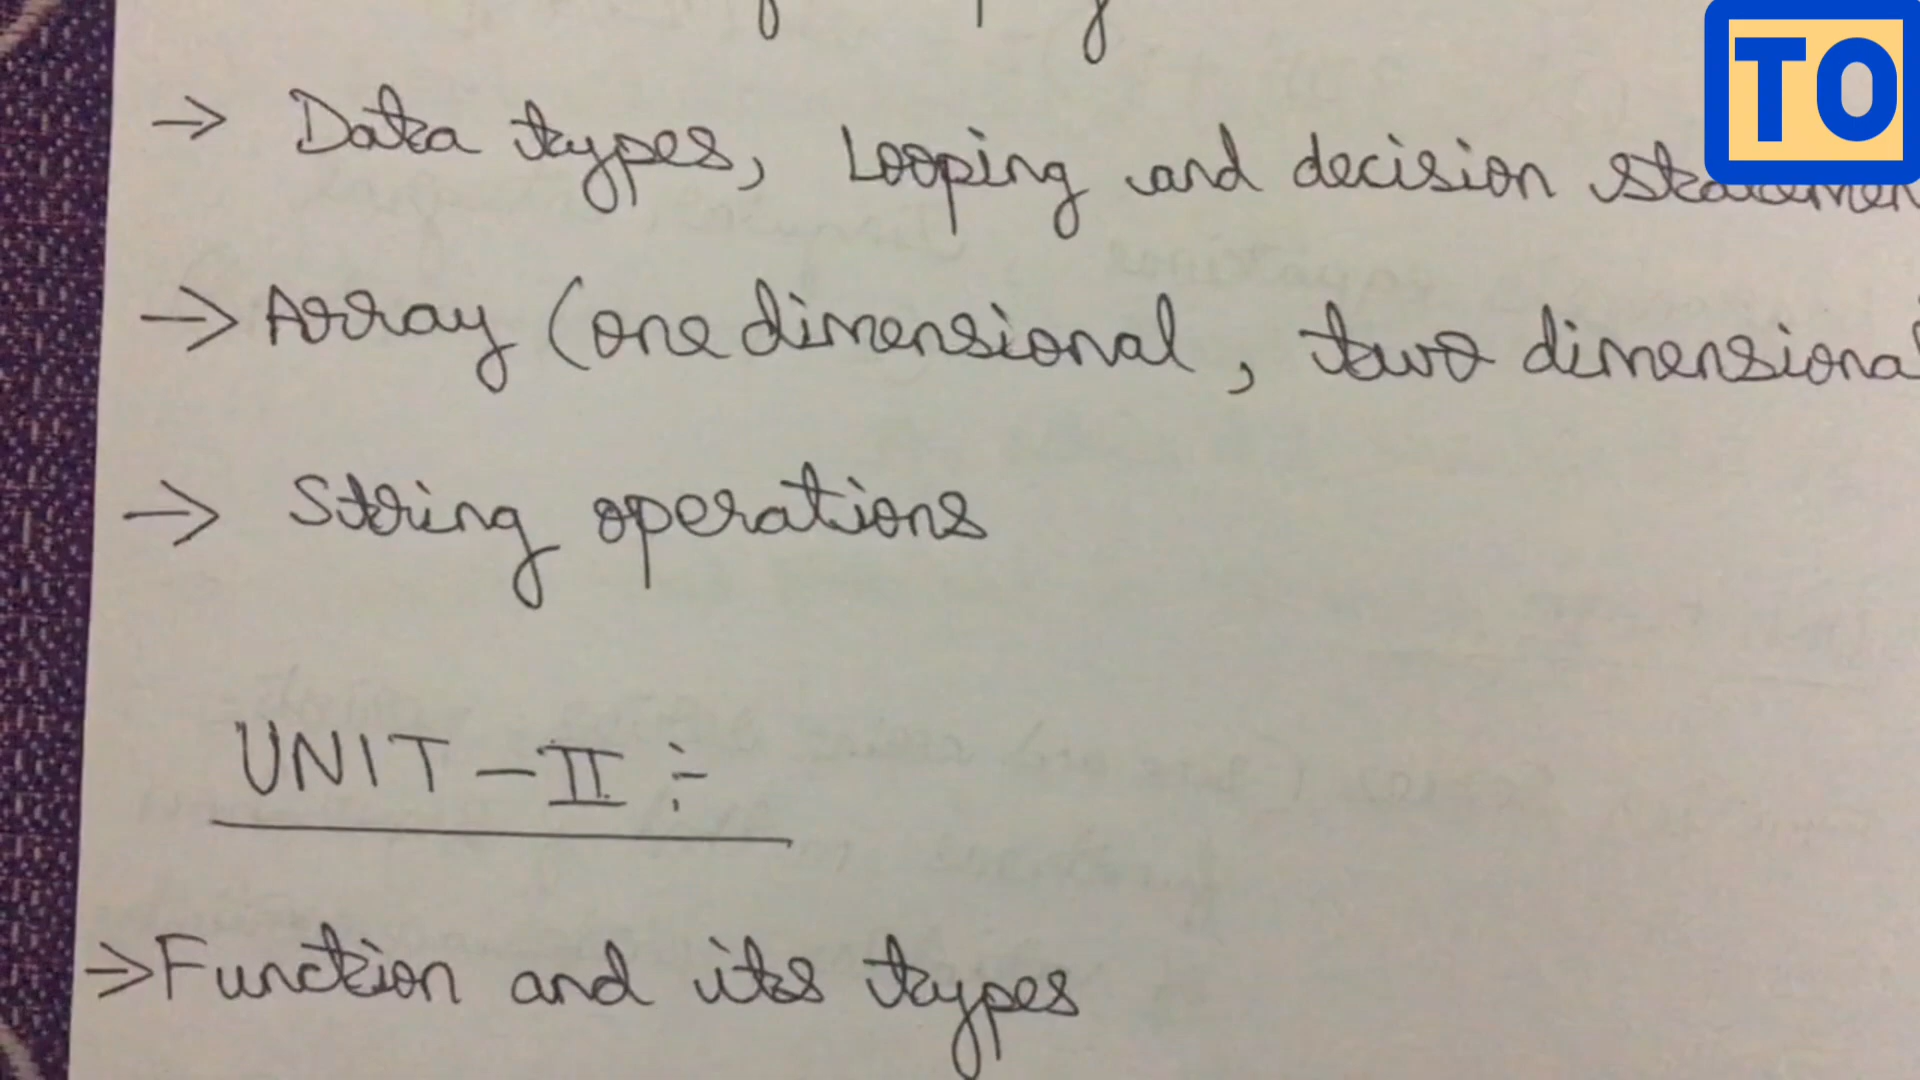 TO
→ Data types, Looping and decision statemen
→ Array (one dimensional, two dimensional
→ String operations
UNIT - II :-
→ Function and its types